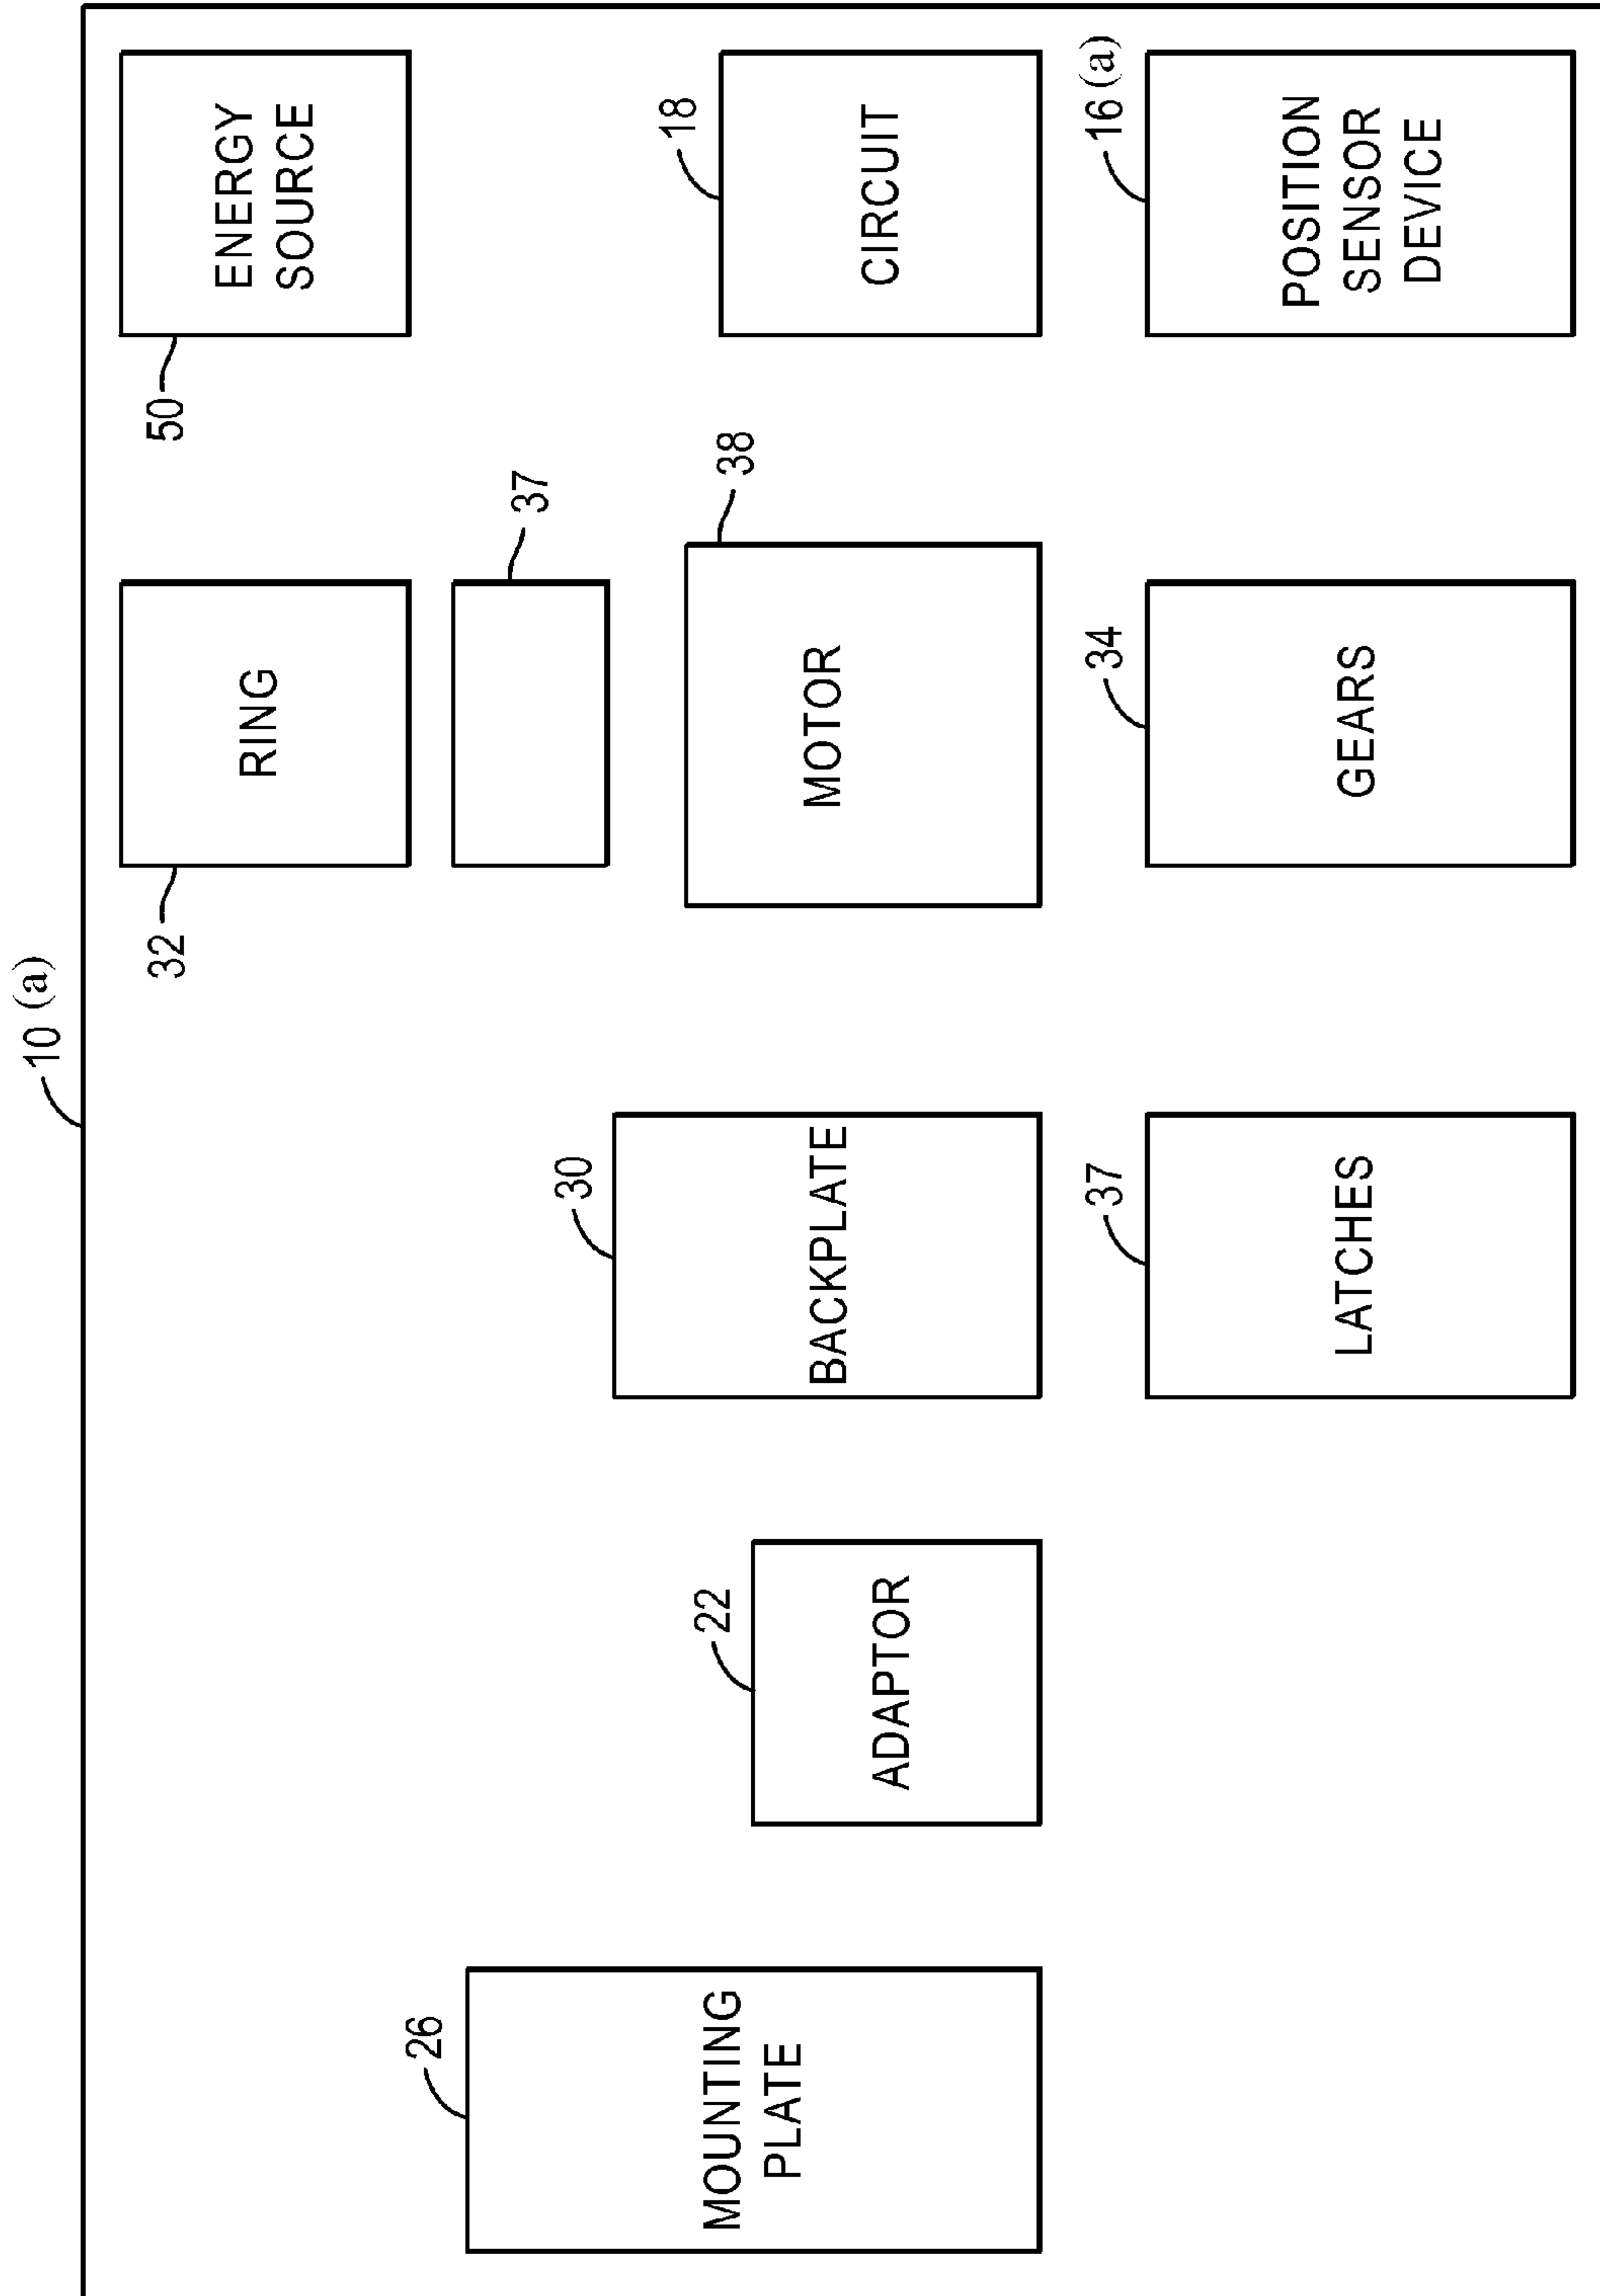 10 (a)
32
RING
50
ENERGY
SOURCE
37
26
MOUNTING
PLATE
22
ADAPTOR
30
BACKPLATE
38
MOTOR
18
CIRCUIT
37
LATCHES
34
GEARS
16 (a)
POSITION
SENSOR
DEVICE